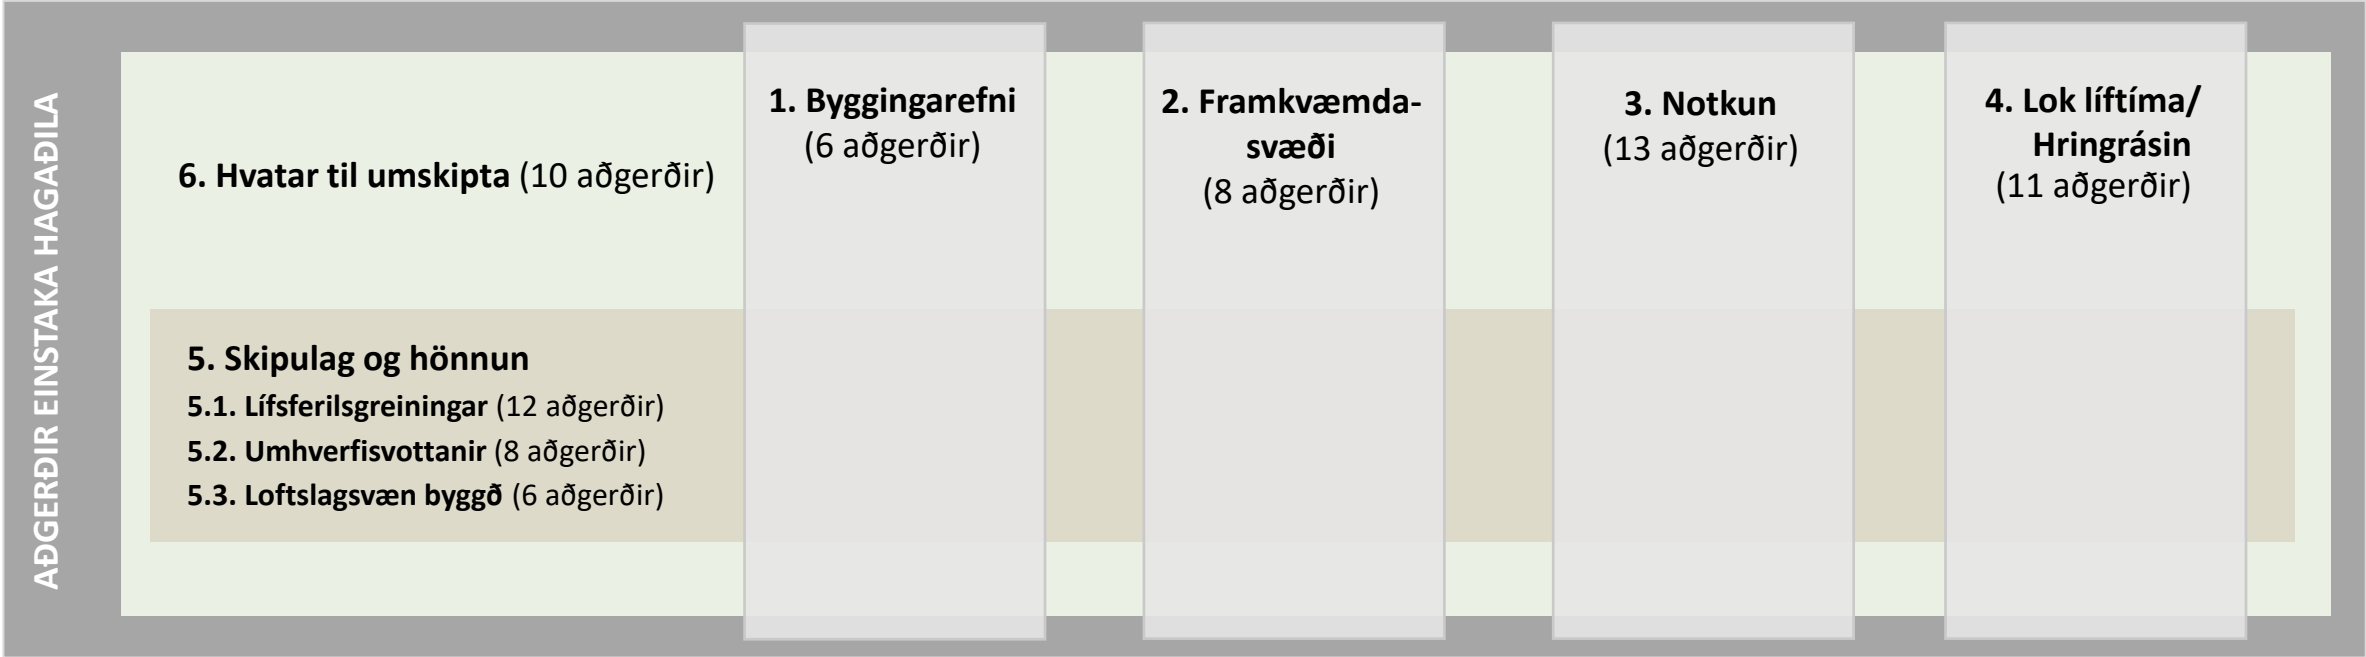 AÐGERÐIR EINSTAKA HAGAÐILA
1. Byggingarefni
(6 aðgerðir)
2. Framkvæmda-
svæði
(8 aðgerðir)
3. Notkun
(13 aðgerðir)
4. Lok líftíma/
Hringrásin
(11 aðgerðir)
6. Hvatar til umskipta (10 aðgerðir)
5. Skipulag og hönnun
5.1. Lífsferilsgreiningar (12 aðgerðir)
5.2. Umhverfisvottanir (8 aðgerðir)
5.3. Loftslagsvæn byggð (6 aðgerðir)